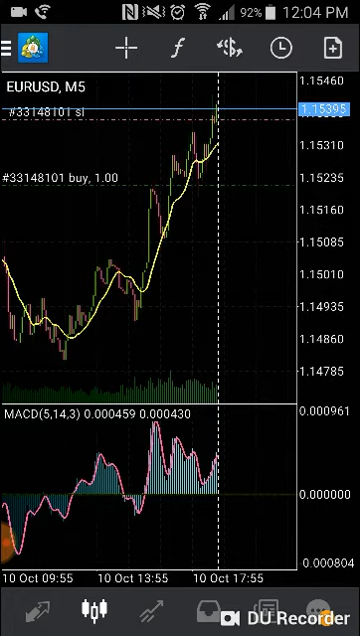 92% 12:04 PM
f
$
EURUSD, M5
#33148101 sl
#33148101 buy, 1.00
1.15460
1.15395
1.15310
1.15235
1.15160
1.15085
1.15010
1.14935
1.14860
1.14785
MACD(5,14,3) 0.000459 0.000430
0.000961
0.000000
-0.000804
10 Oct 09:55 10 Oct 13:55 10 Oct 17:55
DU Recorder